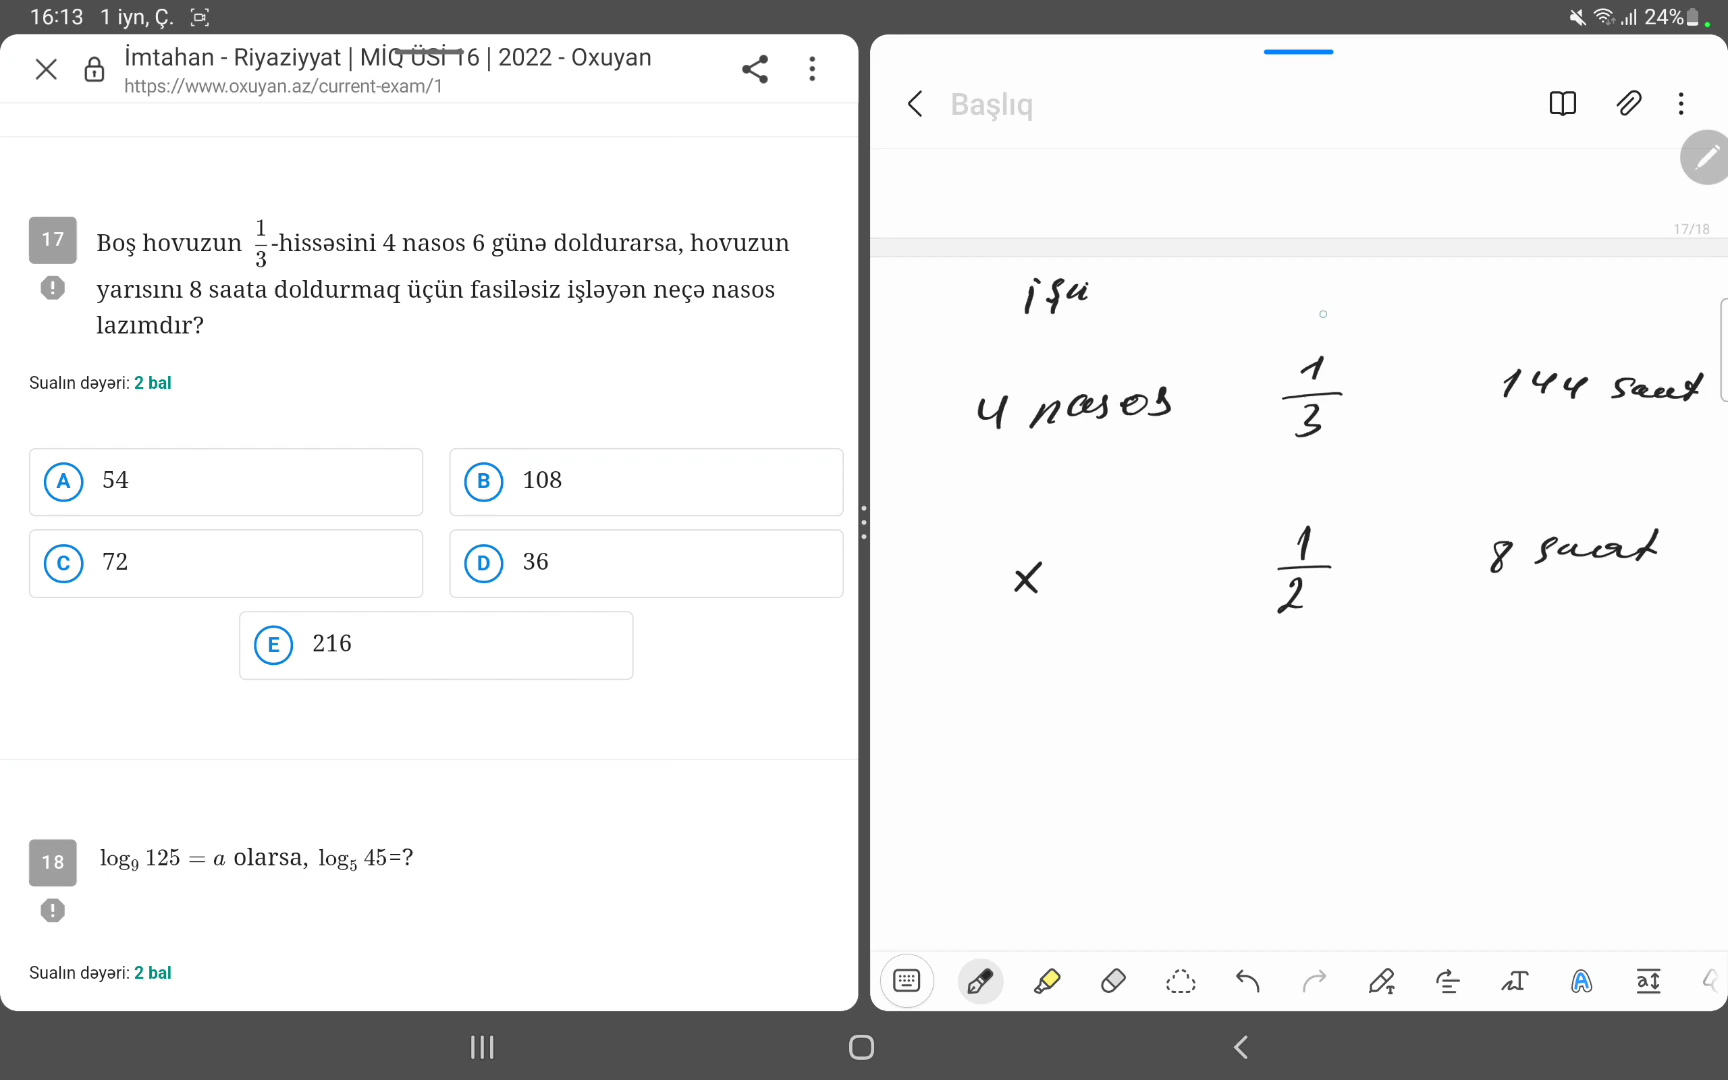 16:13 1 iyn, Ç. 24%
İmtahan - Riyaziyyat | MİQ ÜSİ 16 | 2022 - Oxuyan
https://www.oxuyan.az/current-exam/1
17 Boş hovuzun 1/3-hissəsini 4 nasos 6 günə doldurarsa, hovuzun
yarısını 8 saata doldurmaq üçün fasiləsiz işləyən neçə nasos
lazımdır?
Sualın dəyəri: 2 bal
A 54
B 108
C 72
D 36
E 216
18 log₉ 125 = a olarsa, log₅ 45=?
Sualın dəyəri: 2 bal
Başlıq
17/18
işi
4 nasos 1/3 144 saat
x 1/2 8 saat